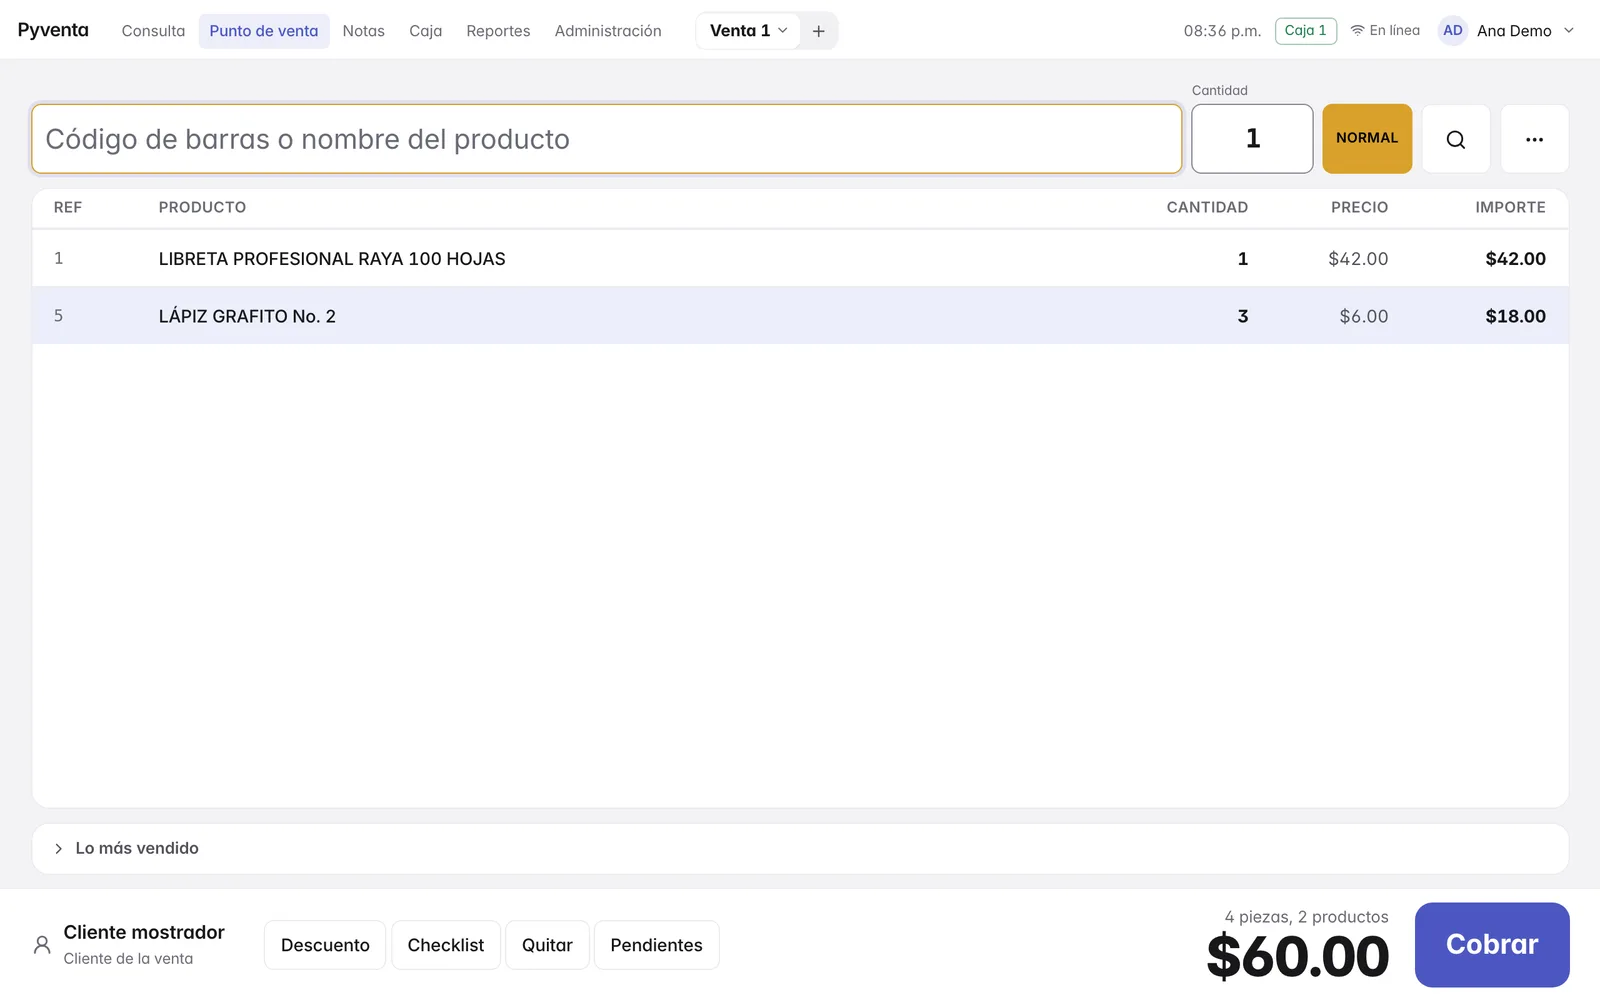 Pyventa
Consulta
Punto de venta
Notas
Caja
Reportes
Administración
Venta 1
+
08:36 p.m.
Caja 1
En línea
AD
Ana Demo
Cantidad
Código de barras o nombre del producto
1
NORMAL
REF PRODUCTO CANTIDAD PRECIO IMPORTE
1 LIBRETA PROFESIONAL RAYA 100 HOJAS 1 $42.00 $42.00
5 LÁPIZ GRAFITO No. 2 3 $6.00 $18.00
Lo más vendido
Cliente mostrador
Cliente de la venta
Descuento
Checklist
Quitar
Pendientes
4 piezas, 2 productos
$60.00
Cobrar